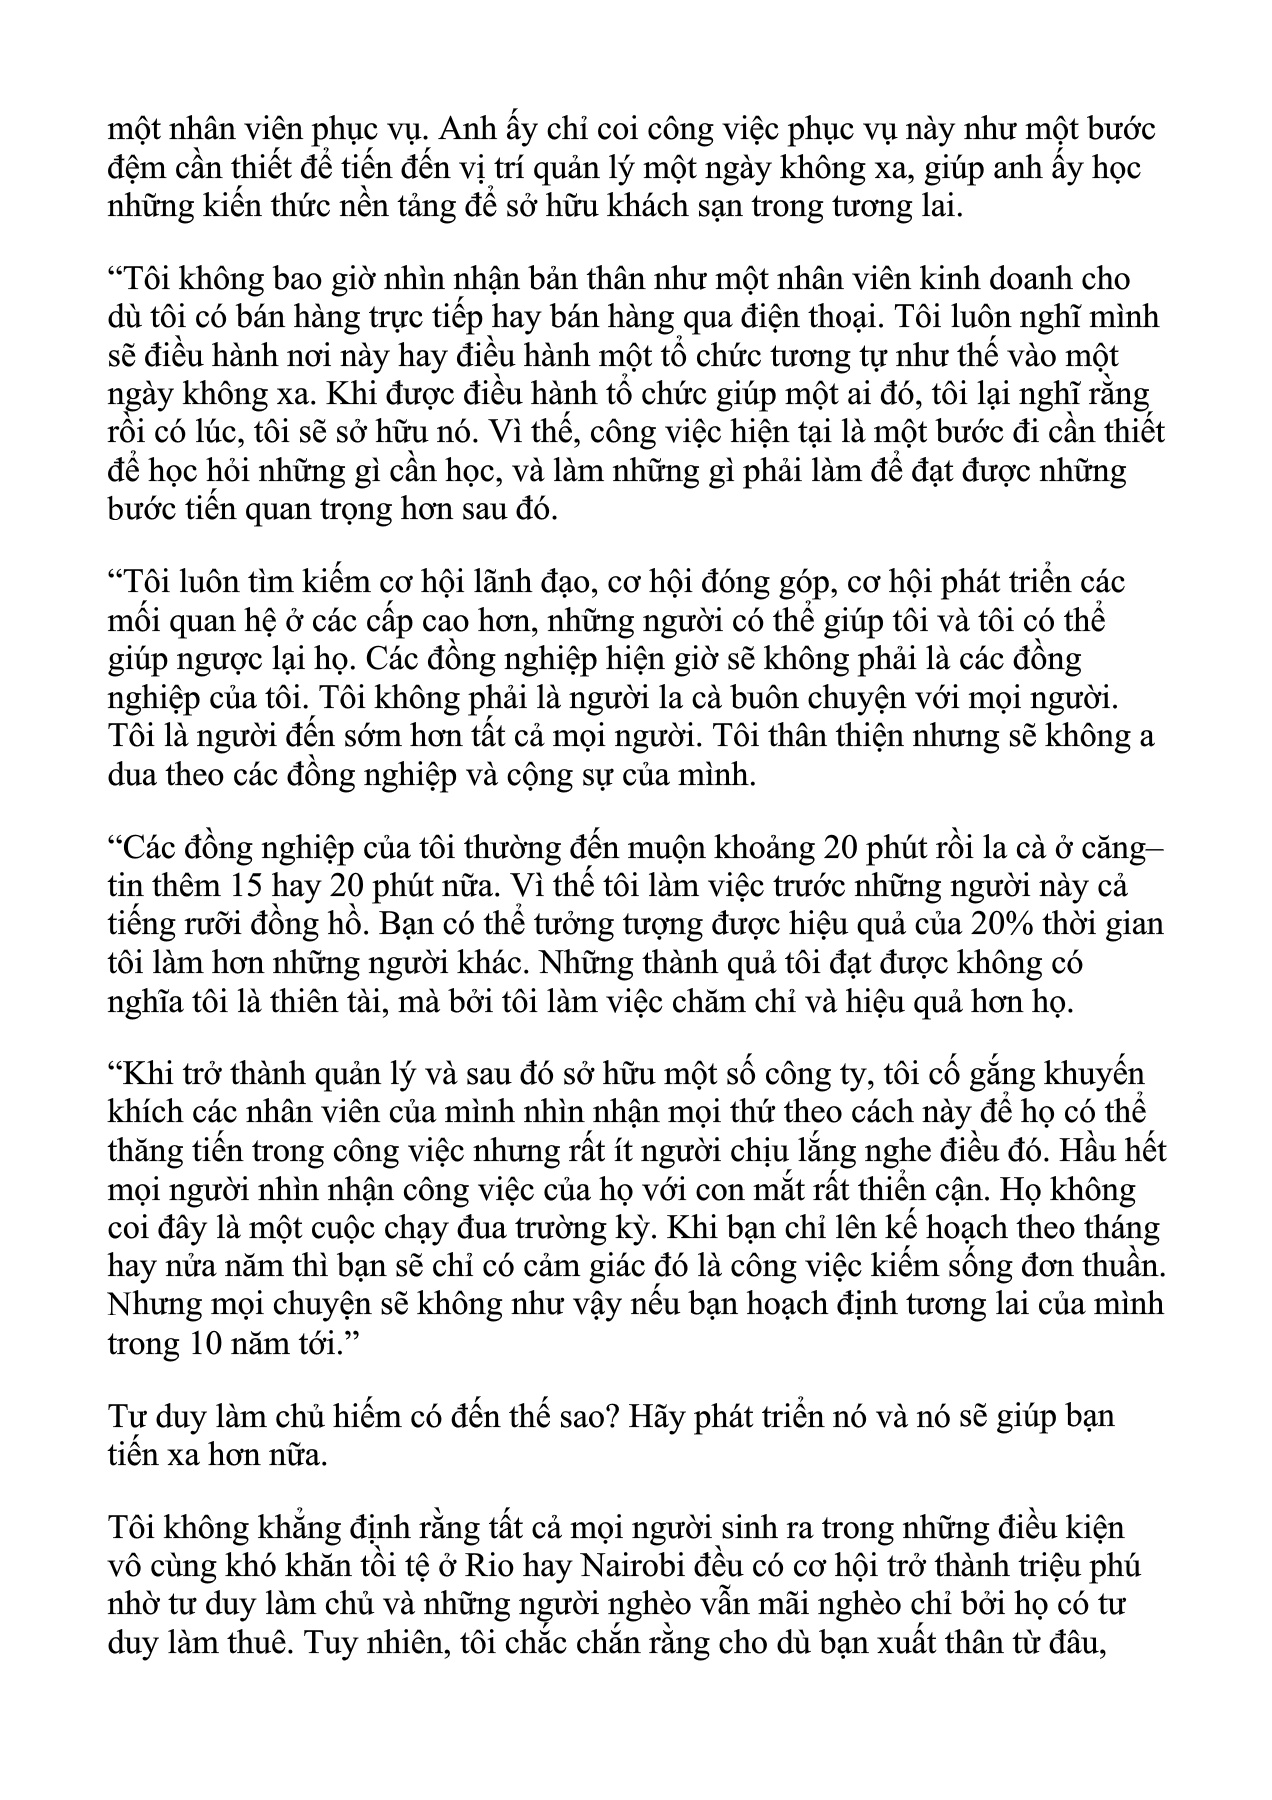 một nhân viên phục vụ. Anh ấy chỉ coi công việc phục vụ này như một bước
đệm cần thiết để tiến đến vị trí quản lý một ngày không xa, giúp anh ấy học
những kiến thức nền tảng để sở hữu khách sạn trong tương lai.
“Tôi không bao giờ nhìn nhận bản thân như một nhân viên kinh doanh cho
dù tôi có bán hàng trực tiếp hay bán hàng qua điện thoại. Tôi luôn nghĩ mình
sẽ điều hành nơi này hay điều hành một tổ chức tương tự như thế vào một
ngày không xa. Khi được điều hành tổ chức giúp một ai đó, tôi lại nghĩ rằng
rồi có lúc, tôi sẽ sở hữu nó. Vì thế, công việc hiện tại là một bước đi cần thiết
để học hỏi những gì cần học, và làm những gì phải làm để đạt được những
bước tiến quan trọng hơn sau đó.
“Tôi luôn tìm kiếm cơ hội lãnh đạo, cơ hội đóng góp, cơ hội phát triển các
mối quan hệ ở các cấp cao hơn, những người có thể giúp tôi và tôi có thể
giúp ngược lại họ. Các đồng nghiệp hiện giờ sẽ không phải là các đồng
nghiệp của tôi. Tôi không phải là người la cà buôn chuyện với mọi người.
Tôi là người đến sớm hơn tất cả mọi người. Tôi thân thiện nhưng sẽ không a
dua theo các đồng nghiệp và cộng sự của mình.
“Các đồng nghiệp của tôi thường đến muộn khoảng 20 phút rồi la cà ở căng–
tin thêm 15 hay 20 phút nữa. Vì thế tôi làm việc trước những người này cả
tiếng rưỡi đồng hồ. Bạn có thể tưởng tượng được hiệu quả của 20% thời gian
tôi làm hơn những người khác. Những thành quả tôi đạt được không có
nghĩa tôi là thiên tài, mà bởi tôi làm việc chăm chỉ và hiệu quả hơn họ.
“Khi trở thành quản lý và sau đó sở hữu một số công ty, tôi cố gắng khuyến
khích các nhân viên của mình nhìn nhận mọi thứ theo cách này để họ có thể
thăng tiến trong công việc nhưng rất ít người chịu lắng nghe điều đó. Hầu hết
mọi người nhìn nhận công việc của họ với con mắt rất thiển cận. Họ không
coi đây là một cuộc chạy đua trường kỳ. Khi bạn chỉ lên kế hoạch theo tháng
hay nửa năm thì bạn sẽ chỉ có cảm giác đó là công việc kiếm sống đơn thuần.
Nhưng mọi chuyện sẽ không như vậy nếu bạn hoạch định tương lai của mình
trong 10 năm tới.”
Tư duy làm chủ hiếm có đến thế sao? Hãy phát triển nó và nó sẽ giúp bạn
tiến xa hơn nữa.
Tôi không khẳng định rằng tất cả mọi người sinh ra trong những điều kiện
vô cùng khó khăn tồi tệ ở Rio hay Nairobi đều có cơ hội trở thành triệu phú
nhờ tư duy làm chủ và những người nghèo vẫn mãi nghèo chỉ bởi họ có tư
duy làm thuê. Tuy nhiên, tôi chắc chắn rằng cho dù bạn xuất thân từ đâu,